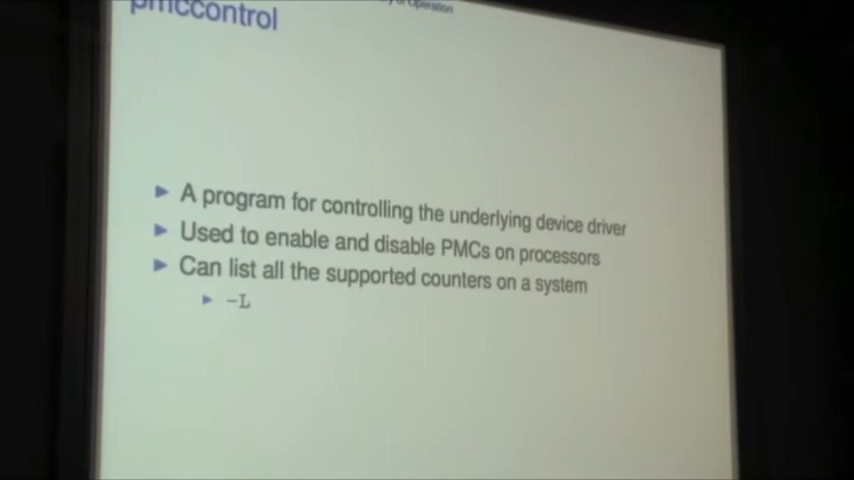 Operation
pmccontrol
A program for controlling the underlying device driver
Used to enable and disable PMCs on processors
Can list all the supported counters on a system
-L